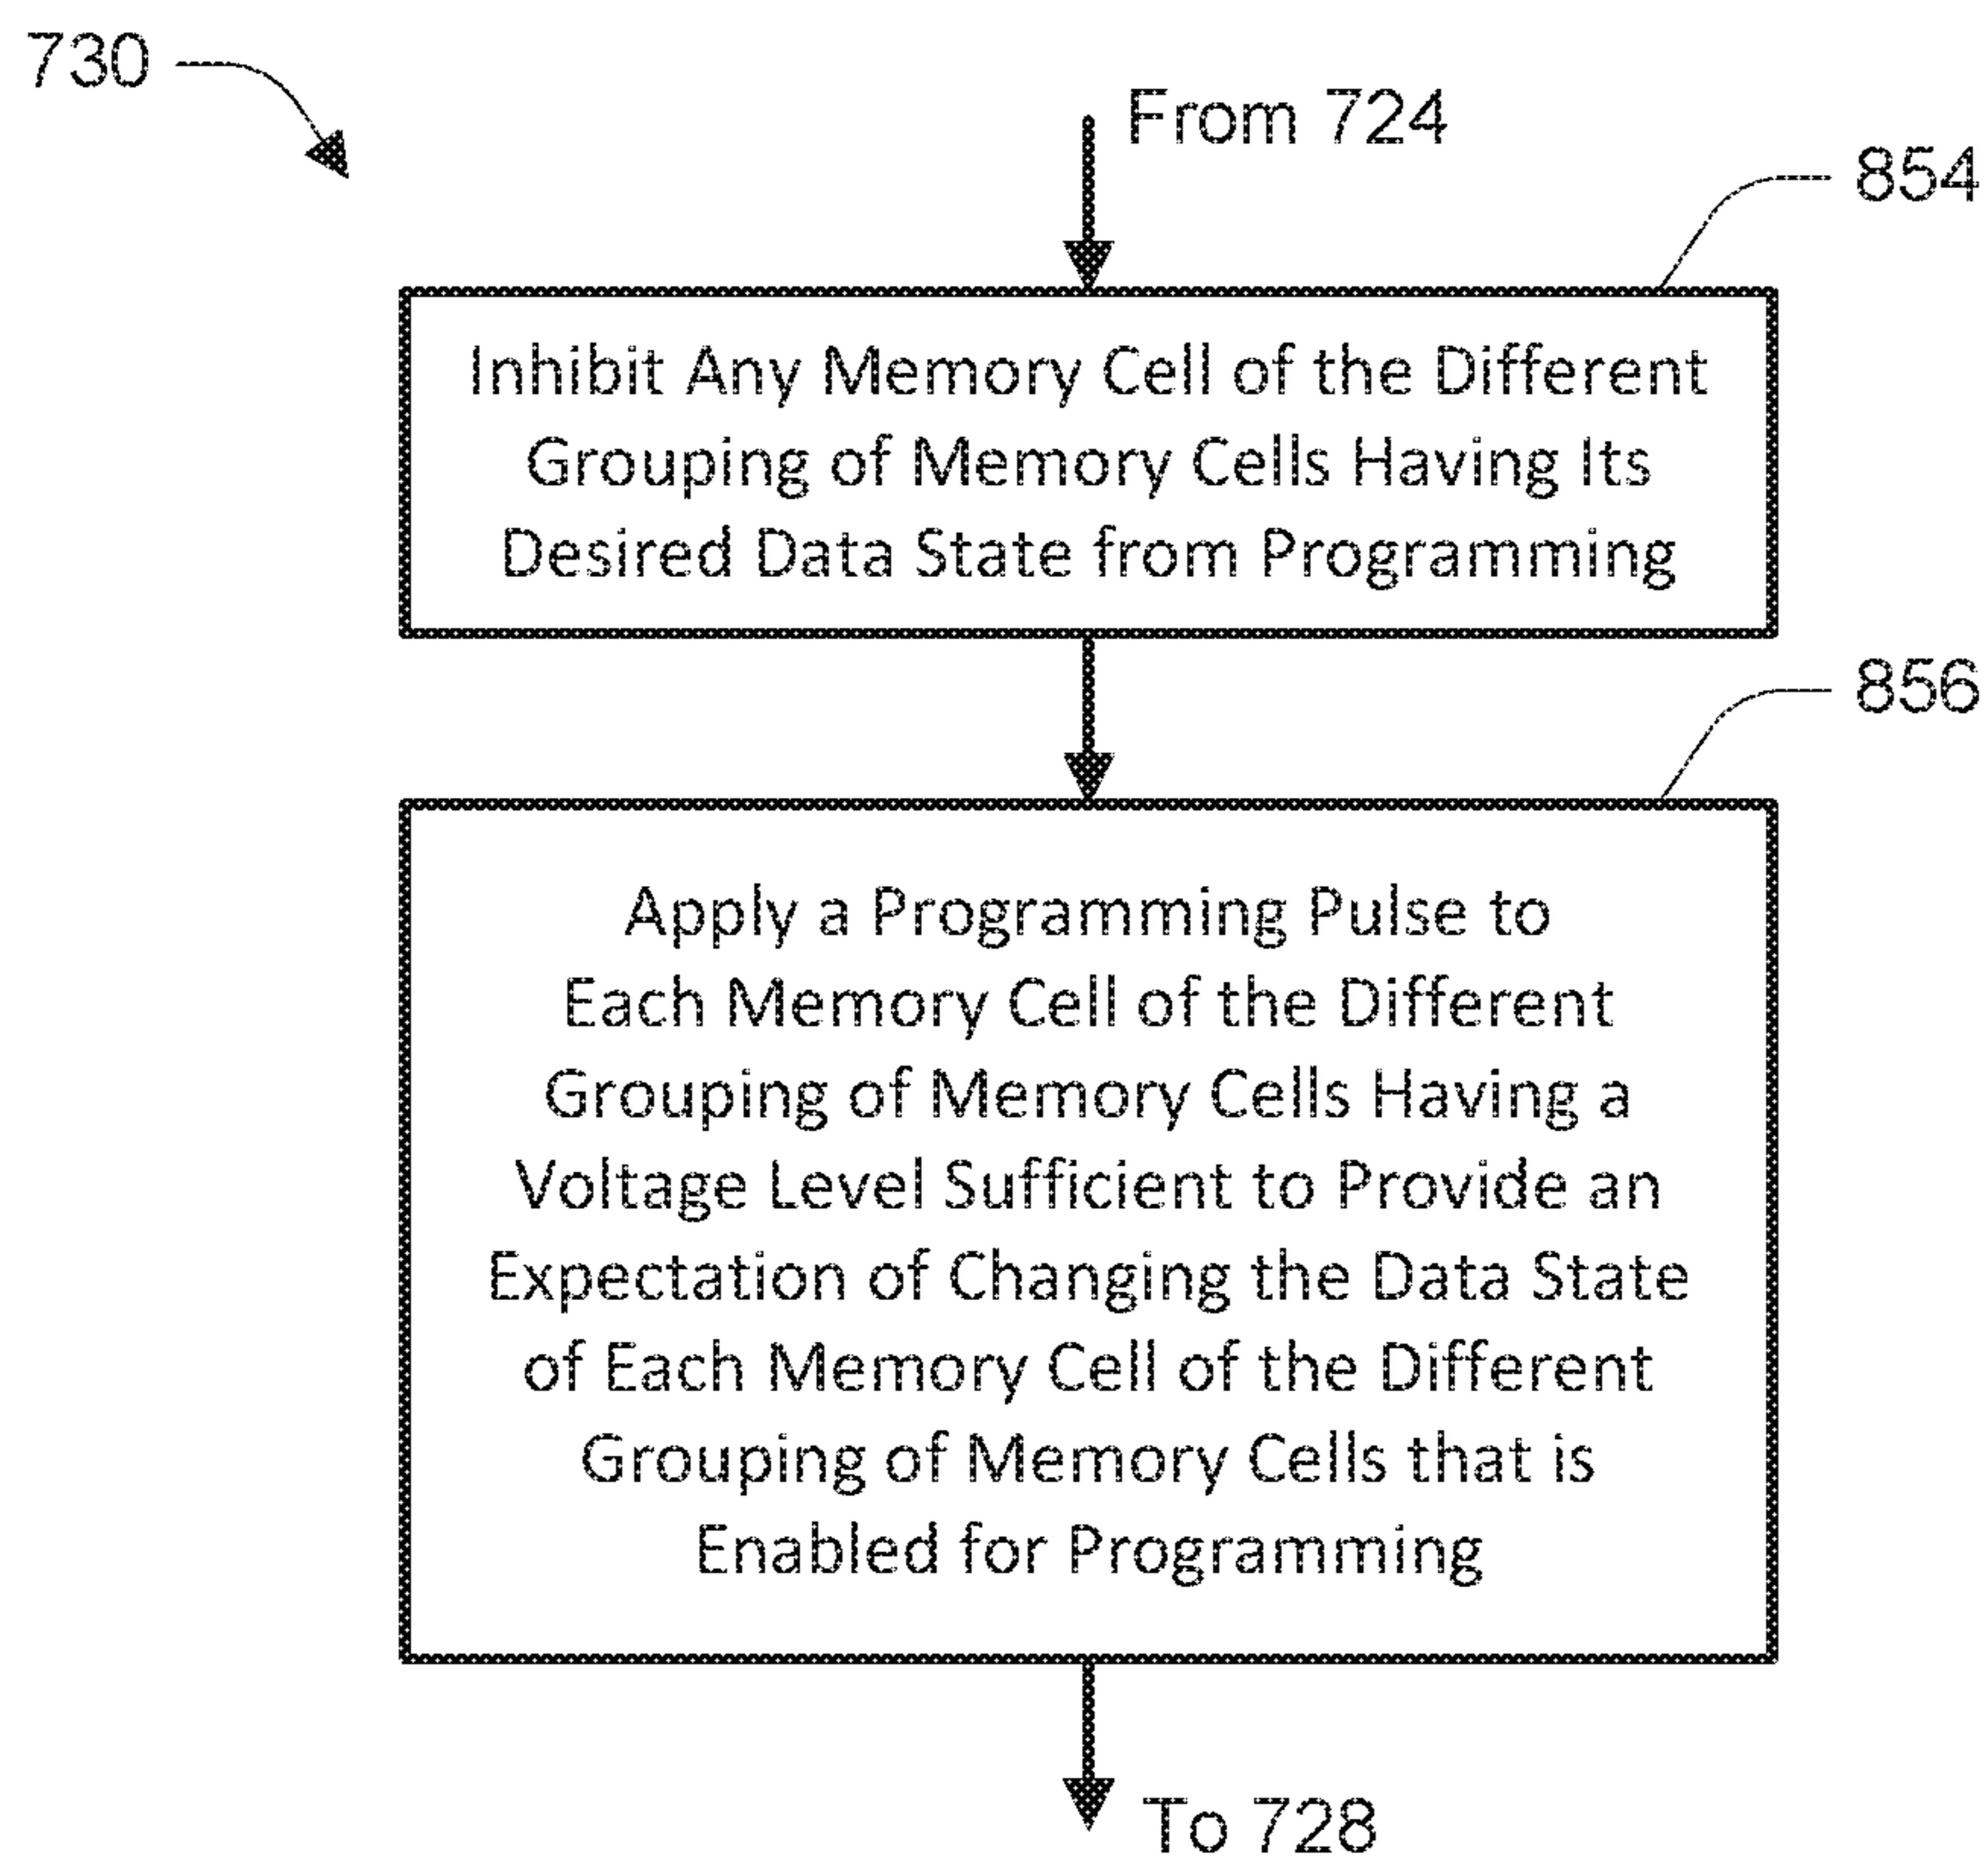 730
From 724
854
Inhibit Any Memory Cell of the Different
Grouping of Memory Cells Having Its
Desired Data State from Programming
856
Apply a Programming Pulse to
Each Memory Cell of the Different
Grouping of Memory Cells Having a
Voltage Level Sufficient to Provide an
Expectation of Changing the Data State
of Each Memory Cell of the Different
Grouping of Memory Cells that is
Enabled for Programming
To 728